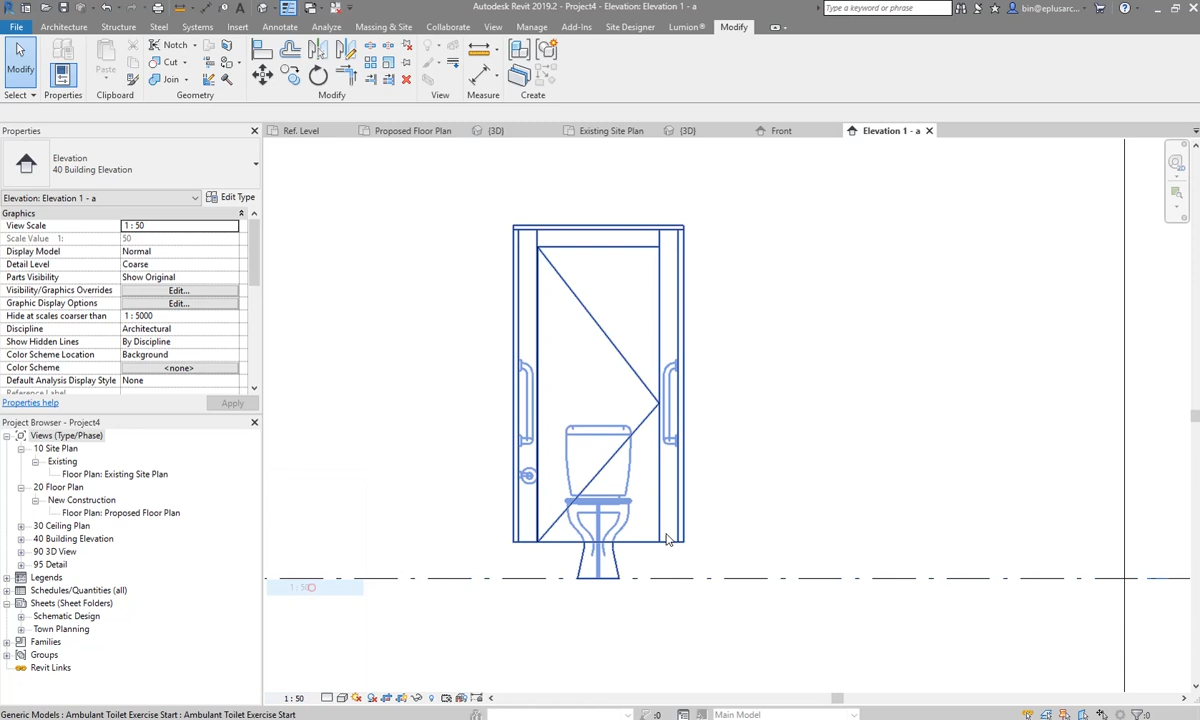 Autodesk Revit 2019.2 - Project4 - Elevation: Elevation 1 - a
Type a keyword or phrase
bin@eplusarc...
File Architecture Structure Steel Systems Insert Annotate Analyze Massing & Site Collaborate View Manage Add-Ins Site Designer Lumion® Modify
Modify
Notch
Cut
Join
Paste
Select Properties Clipboard Geometry Modify View Measure Create
Properties
Ref. Level Proposed Floor Plan {3D} Existing Site Plan {3D} Front Elevation 1 - a
Elevation
40 Building Elevation
Elevation: Elevation 1 - a Edit Type
Graphics
View Scale 1 : 50
Scale Value 1: 50
Display Model Normal
Detail Level Coarse
Parts Visibility Show Original
Visibility/Graphics Overrides Edit...
Graphic Display Options Edit...
Hide at scales coarser than 1 : 5000
Discipline Architectural
Show Hidden Lines By Discipline
Color Scheme Location Background
Color Scheme <none>
Default Analysis Display Style None
Reference Label
Properties help Apply
Project Browser - Project4
Views (Type/Phase)
10 Site Plan
Existing
Floor Plan: Existing Site Plan
20 Floor Plan
New Construction
Floor Plan: Proposed Floor Plan
30 Ceiling Plan
40 Building Elevation
90 3D View
95 Detail
Legends
Schedules/Quantities (all)
Sheets (Sheet Folders)
Schematic Design
Town Planning
Families
Groups
Revit Links
1 : 50
1 : 50
Generic Models : Ambulant Toilet Exercise Start : Ambulant Toilet Exercise Start
:0 Main Model :0